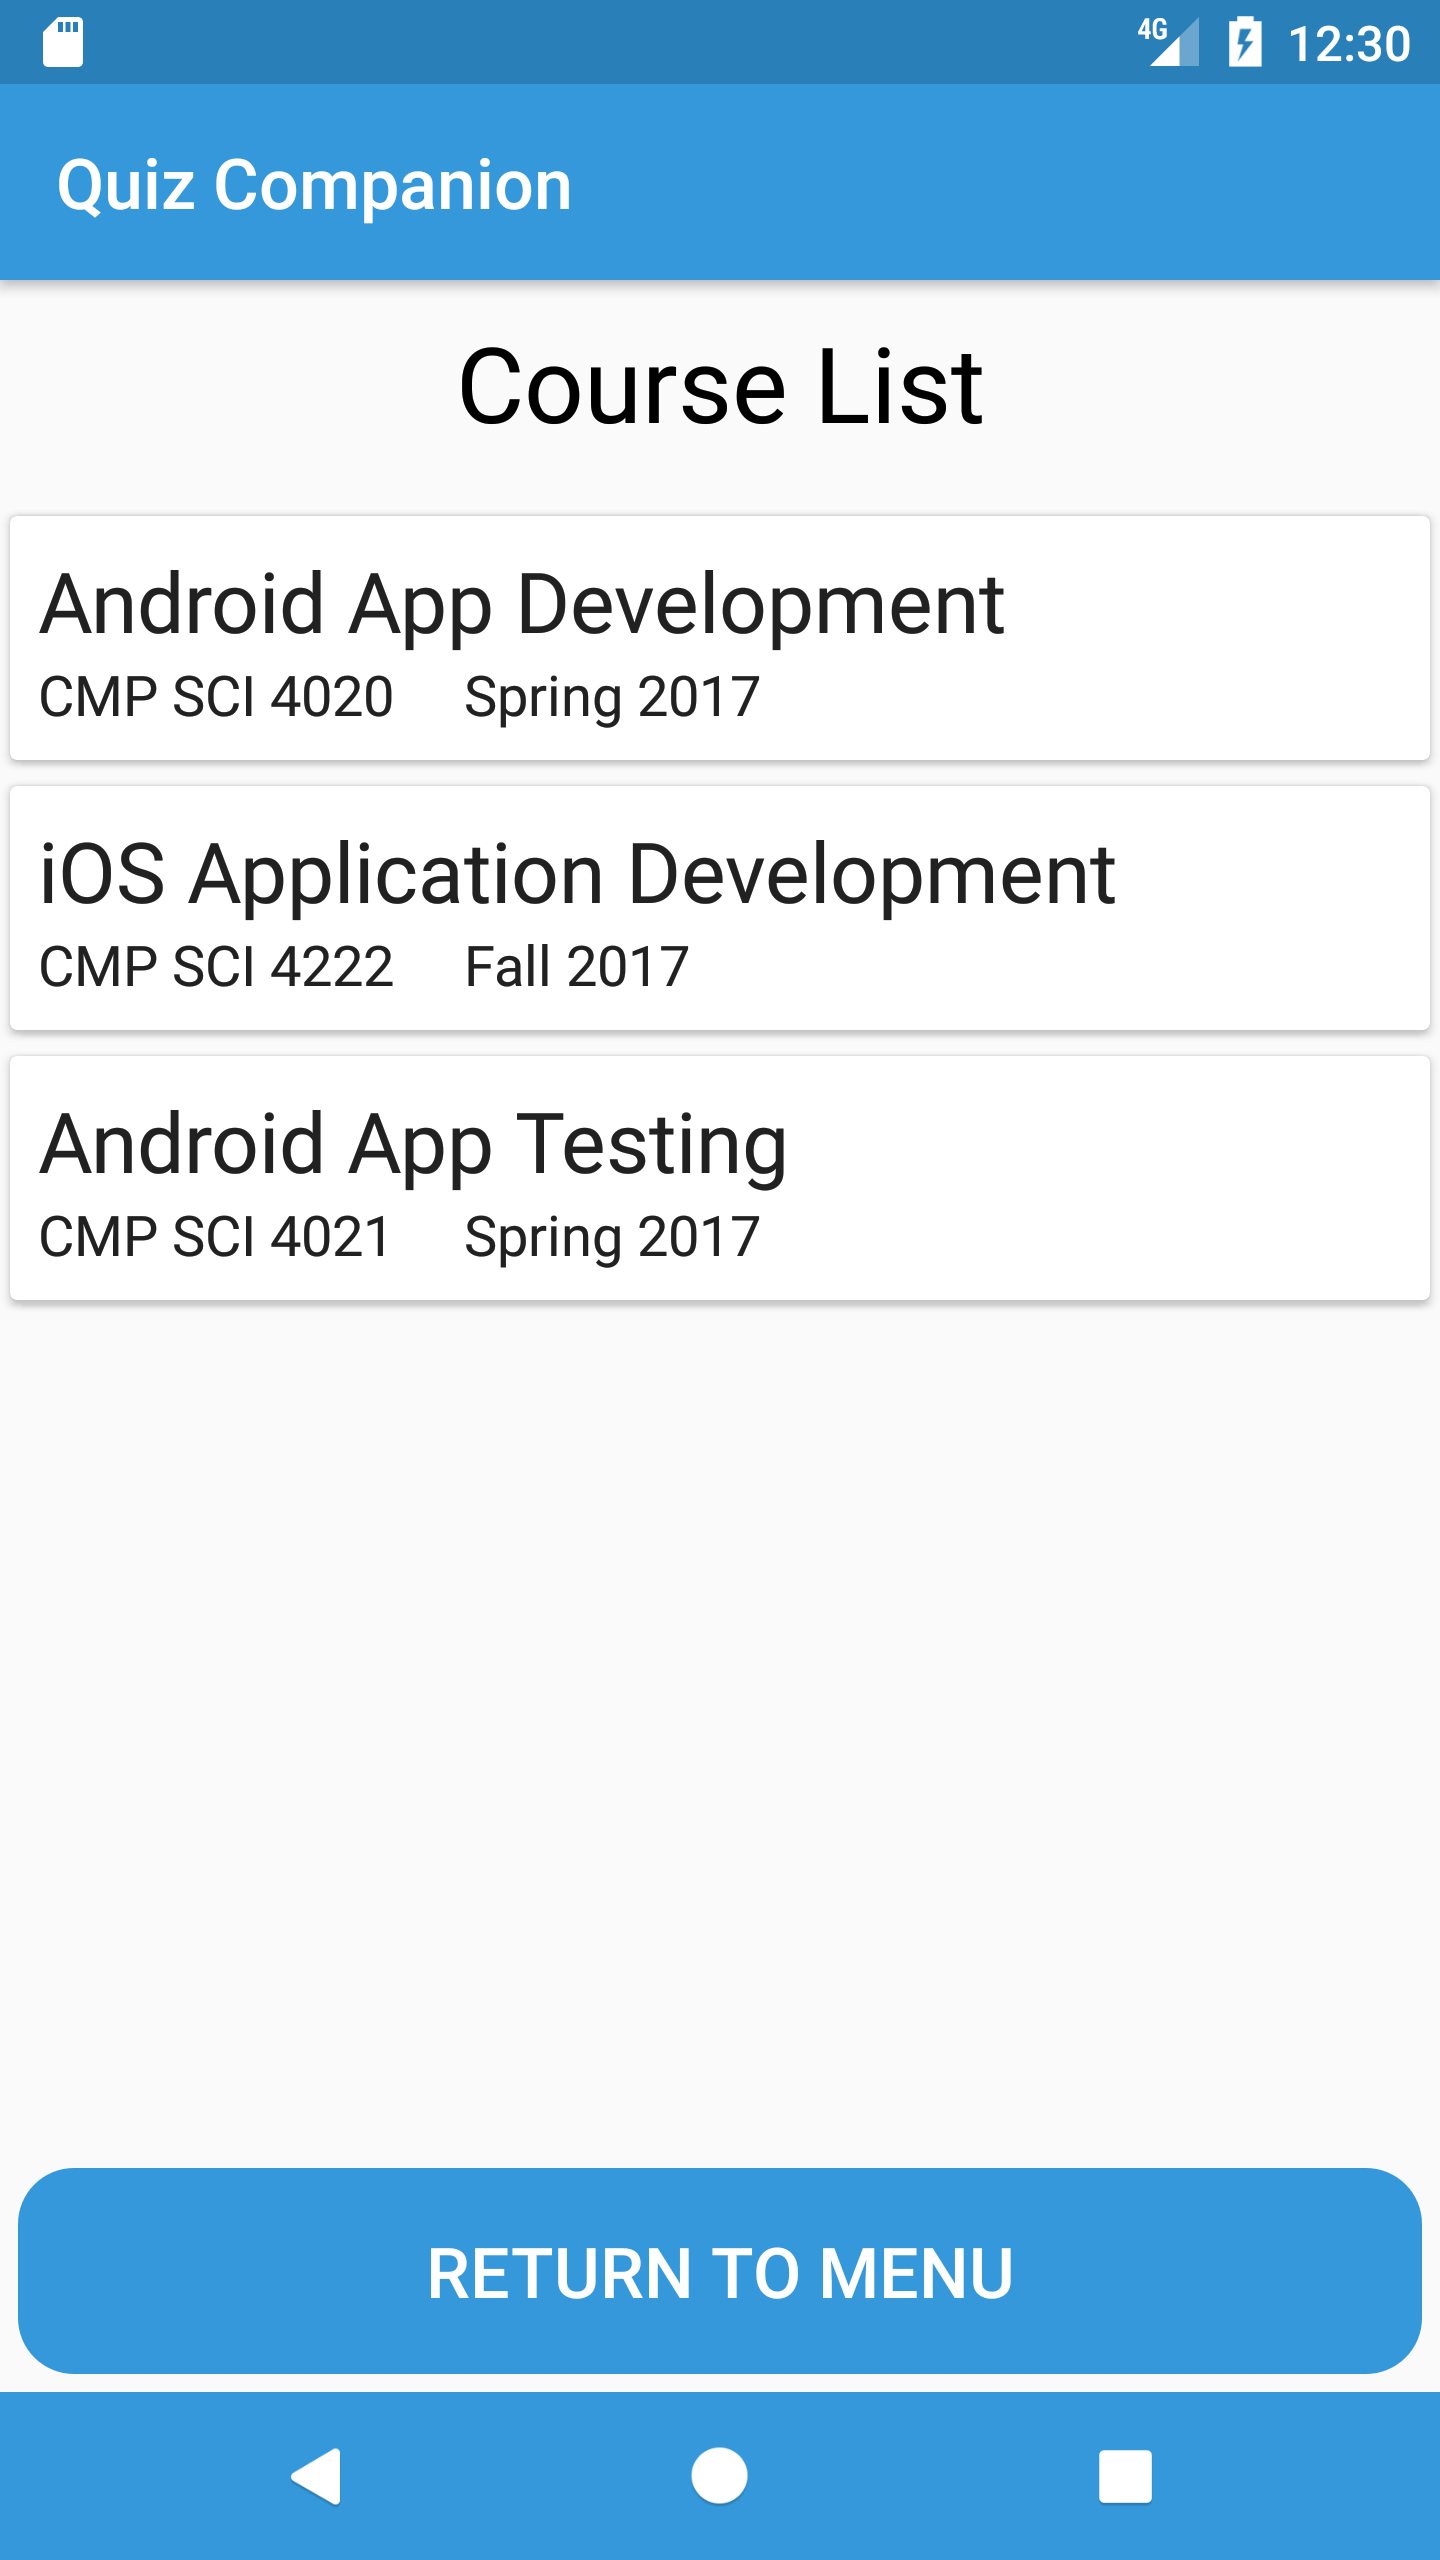 4G 12:30
Quiz Companion
Course List
Android App Development
CMP SCI 4020 Spring 2017
iOS Application Development
CMP SCI 4222 Fall 2017
Android App Testing
CMP SCI 4021 Spring 2017
RETURN TO MENU